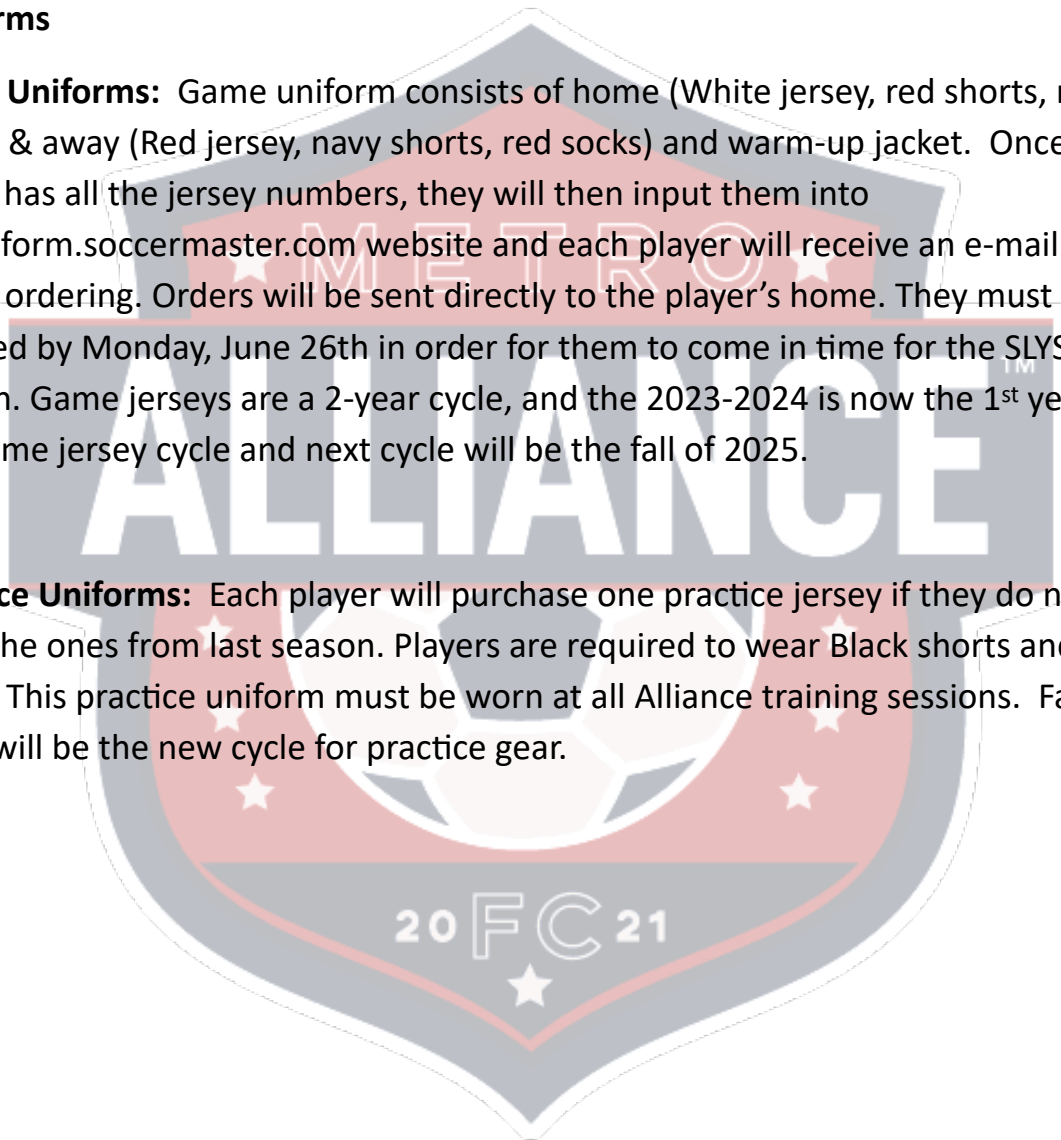 rms
Uniforms: Game uniform consists of home (White jersey, red shorts,
& away (Red jersey, navy shorts, red socks) and warm-up jacket. Once
has all the jersey numbers, they will then input them into
form.soccermaster.com website and each player will receive an e-mail
ordering. Orders will be sent directly to the player's home. They must
ed by Monday, June 26th in order for them to come in time for the SLYS
n. Game jerseys are a 2-year cycle, and the 2023-2024 is now the 1st ye
me jersey cycle and next cycle will be the fall of 2025.
ce Uniforms: Each player will purchase one practice jersey if they do n
he ones from last season. Players are required to wear Black shorts and
This practice uniform must be worn at all Alliance training sessions. Fa
will be the new cycle for practice gear.
METRO
ALLIANCE™
20 FC 21